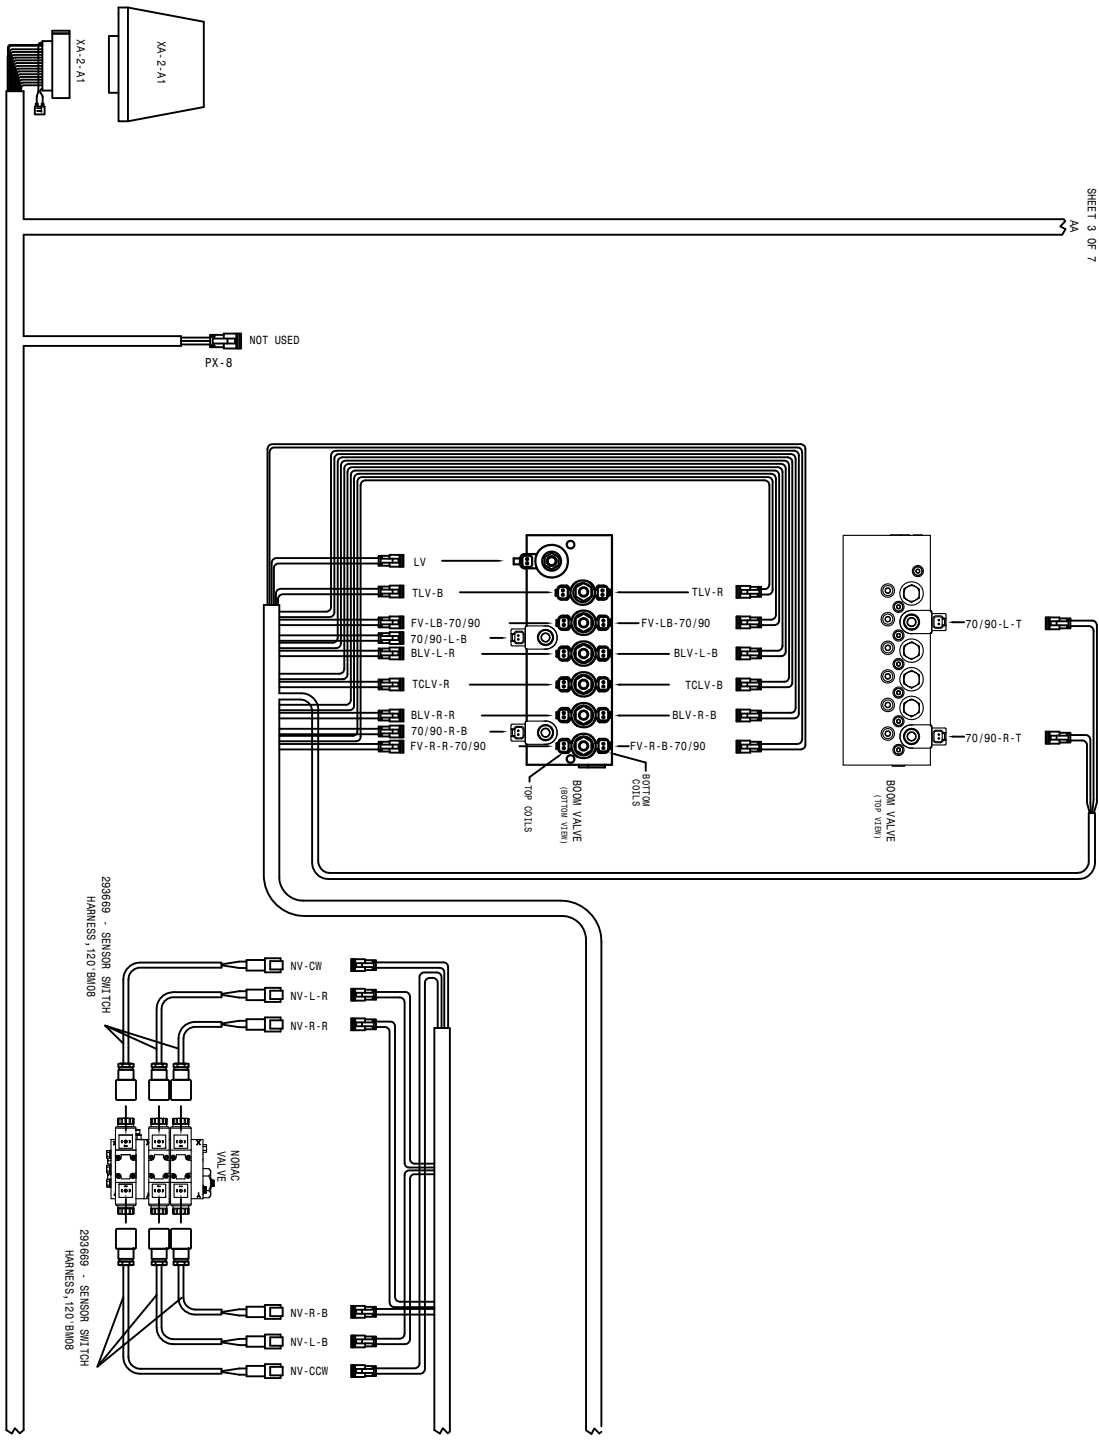 XA-2-A1
XA-2-A1
SHEET 3 OF 7
AA
NOT USED
PX-8
LV
TLV-B
FV-LB-70/90
70/90-L-B
BLV-L-R
TCLV-R
BLV-R-R
70/90-R-B
FV-R-R-70/90
TLV-R
FV-LB-70/90
BLV-L-B
TCLV-B
BLV-R-B
FV-R-B-70/90
BOTTOM
COILS
TOP COILS
BOOM VALVE
(BOTTOM VIEW)
70/90-L-T
70/90-R-T
BOOM VALVE
(TOP VIEW)
293669 - SENSOR SWITCH
HARNESS,120'BM08
NV-CW
NV-L-R
NV-R-R
NORAC
VALVE
293669 - SENSOR SWITCH
HARNESS,120'BM08
NV-R-B
NV-L-B
NV-CCW